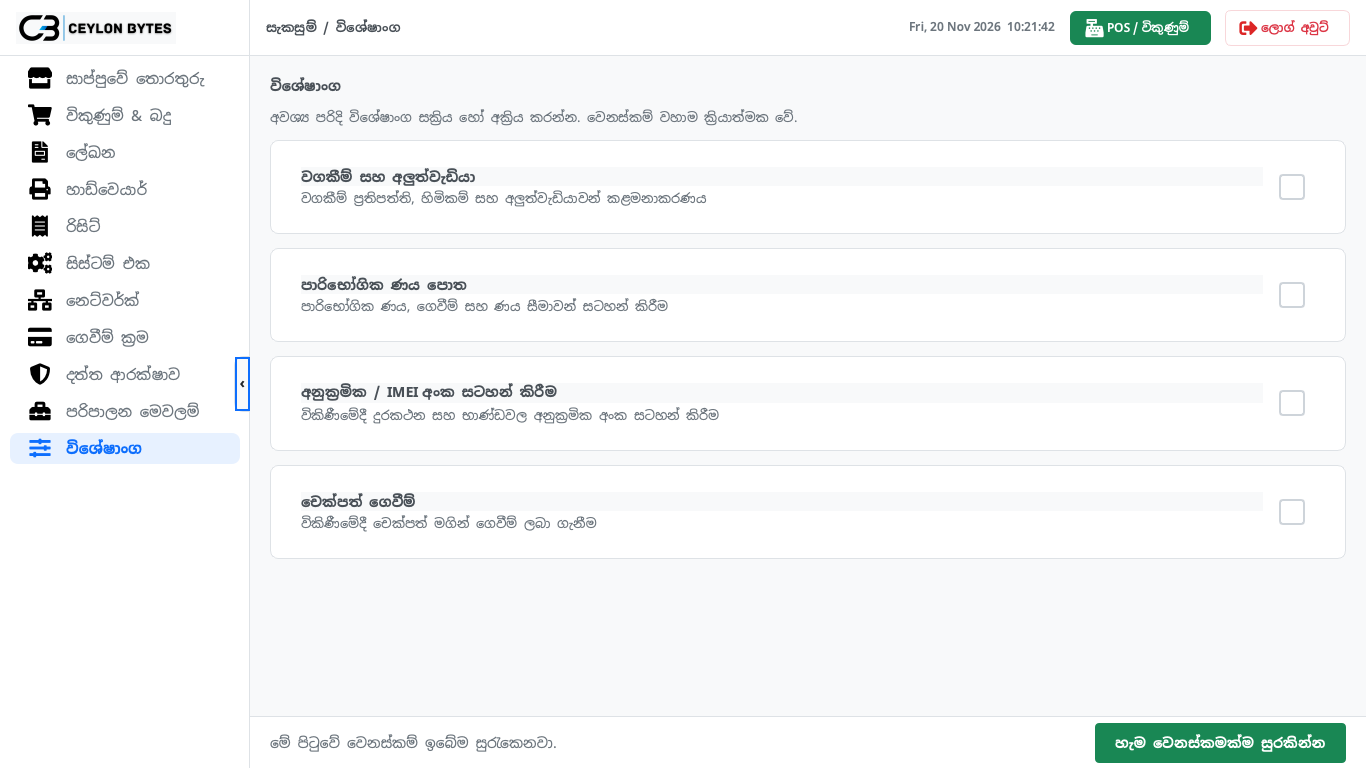 CEYLON BYTES
සැකසුම් / විශේෂාංග
Fri, 20 Nov 2026 10:21:42
POS / විකුණුම්
ලොග් අවුට්
සාප්පුවේ තොරතුරු
විකුණුම් & බදු
ලේඛන
හාඩ්වෙයාර්
රිසිට්
සිස්ටම් එක
නෙට්වර්ක්
ගෙවීම් ක්‍රම
දත්ත ආරක්ෂාව
පරිපාලන මෙවලම්
විශේෂාංග
‹
විශේෂාංග
අවශ්‍ය පරිදි විශේෂාංග සක්‍රිය හෝ අක්‍රිය කරන්න. වෙනස්කම් වහාම ක්‍රියාත්මක වේ.
වගකීම් සහ අලුත්වැඩියා
වගකීම් ප්‍රතිපත්ති, හිමිකම් සහ අලුත්වැඩියාවන් කළමනාකරණය
පාරිභෝගික ණය පොත
පාරිභෝගික ණය, ගෙවීම් සහ ණය සීමාවන් සටහන් කිරීම
අනුක්‍රමික / IMEI අංක සටහන් කිරීම
විකිණීමේදී දුරකථන සහ භාණ්ඩවල අනුක්‍රමික අංක සටහන් කිරීම
චෙක්පත් ගෙවීම්
විකිණීමේදී චෙක්පත් මගින් ගෙවීම් ලබා ගැනීම
මේ පිටුවේ වෙනස්කම් ඉබේම සුරැකෙනවා.
හැම වෙනස්කමක්ම සුරකින්න